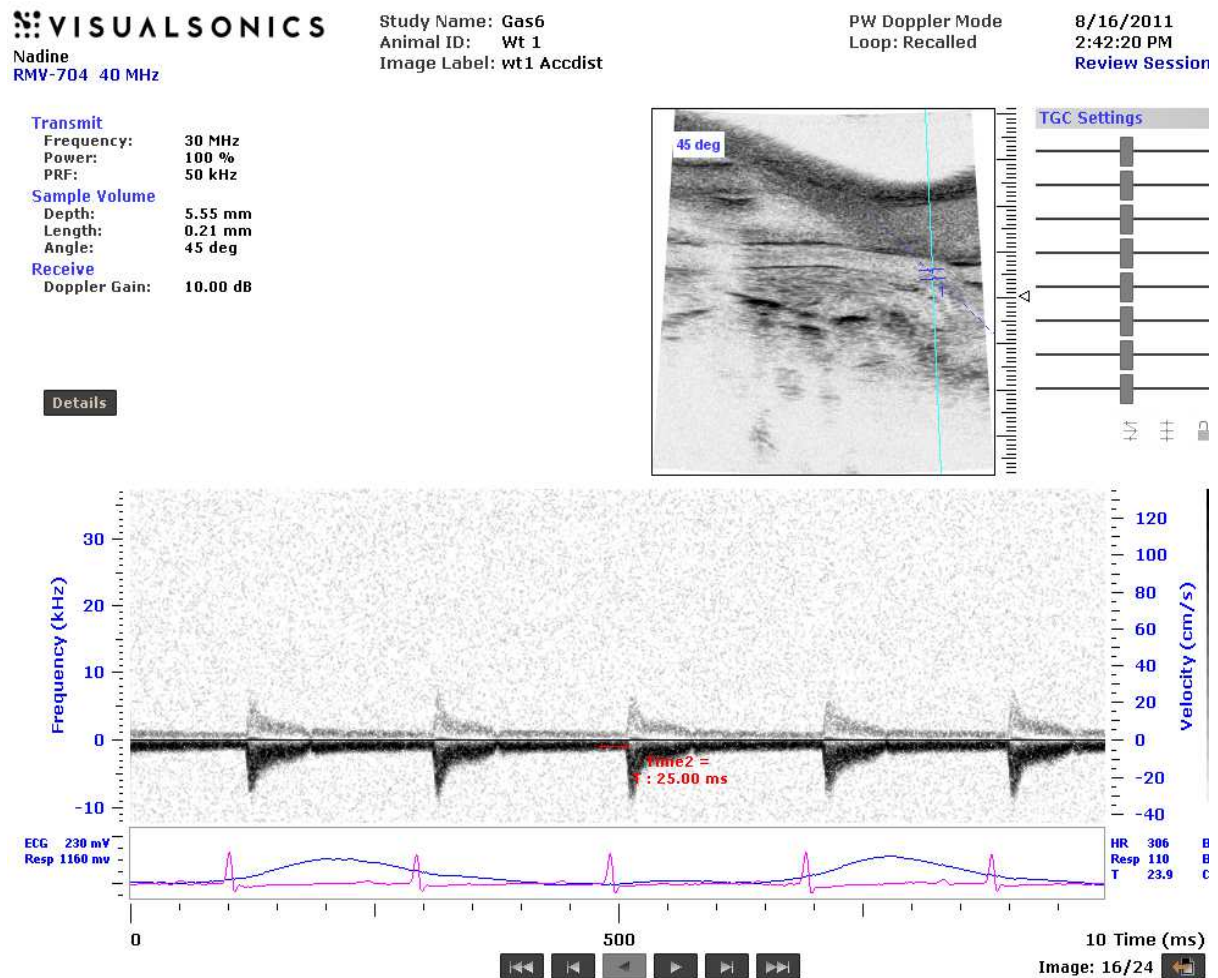 VISUALSONICS
Nadine
RMV-704 40 MHz
Study Name: Gas6
Animal ID: Wt 1
Image Label: wt1 Accdist
PW Doppler Mode
Loop: Recalled
8/16/2011
2:42:20 PM
Review Session
Transmit
Frequency: 30 MHz
Power: 100 %
PRF: 50 kHz
Sample Volume
Depth: 5.55 mm
Length: 0.21 mm
Angle: 45 deg
Receive
Doppler Gain: 10.00 dB
Details
45 deg
TGC Settings
Frequency (kHz)
30
20
10
0
-10
Time2 =
T : 25.00 ms
120
100
80
60
40
20
0
-20
-40
Velocity (cm/s)
ECG 230 mV
Resp 1160 mv
HR 306 B
Resp 110 B
T 23.9 C
0
500
10 Time (ms)
Image: 16/24